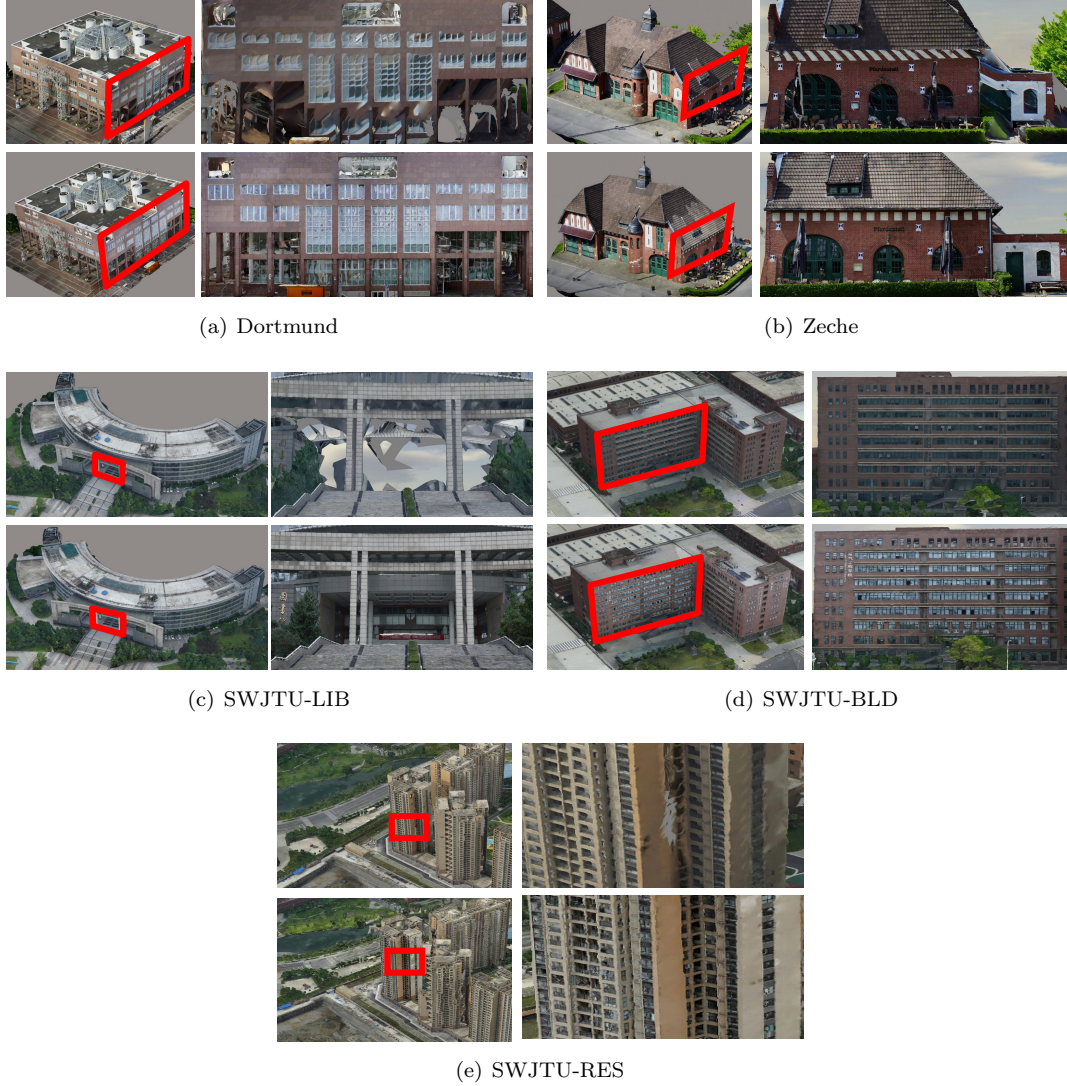 (a) Dortmund
(b) Zeche
(c) SWJTU-LIB
(d) SWJTU-BLD
(e) SWJTU-RES